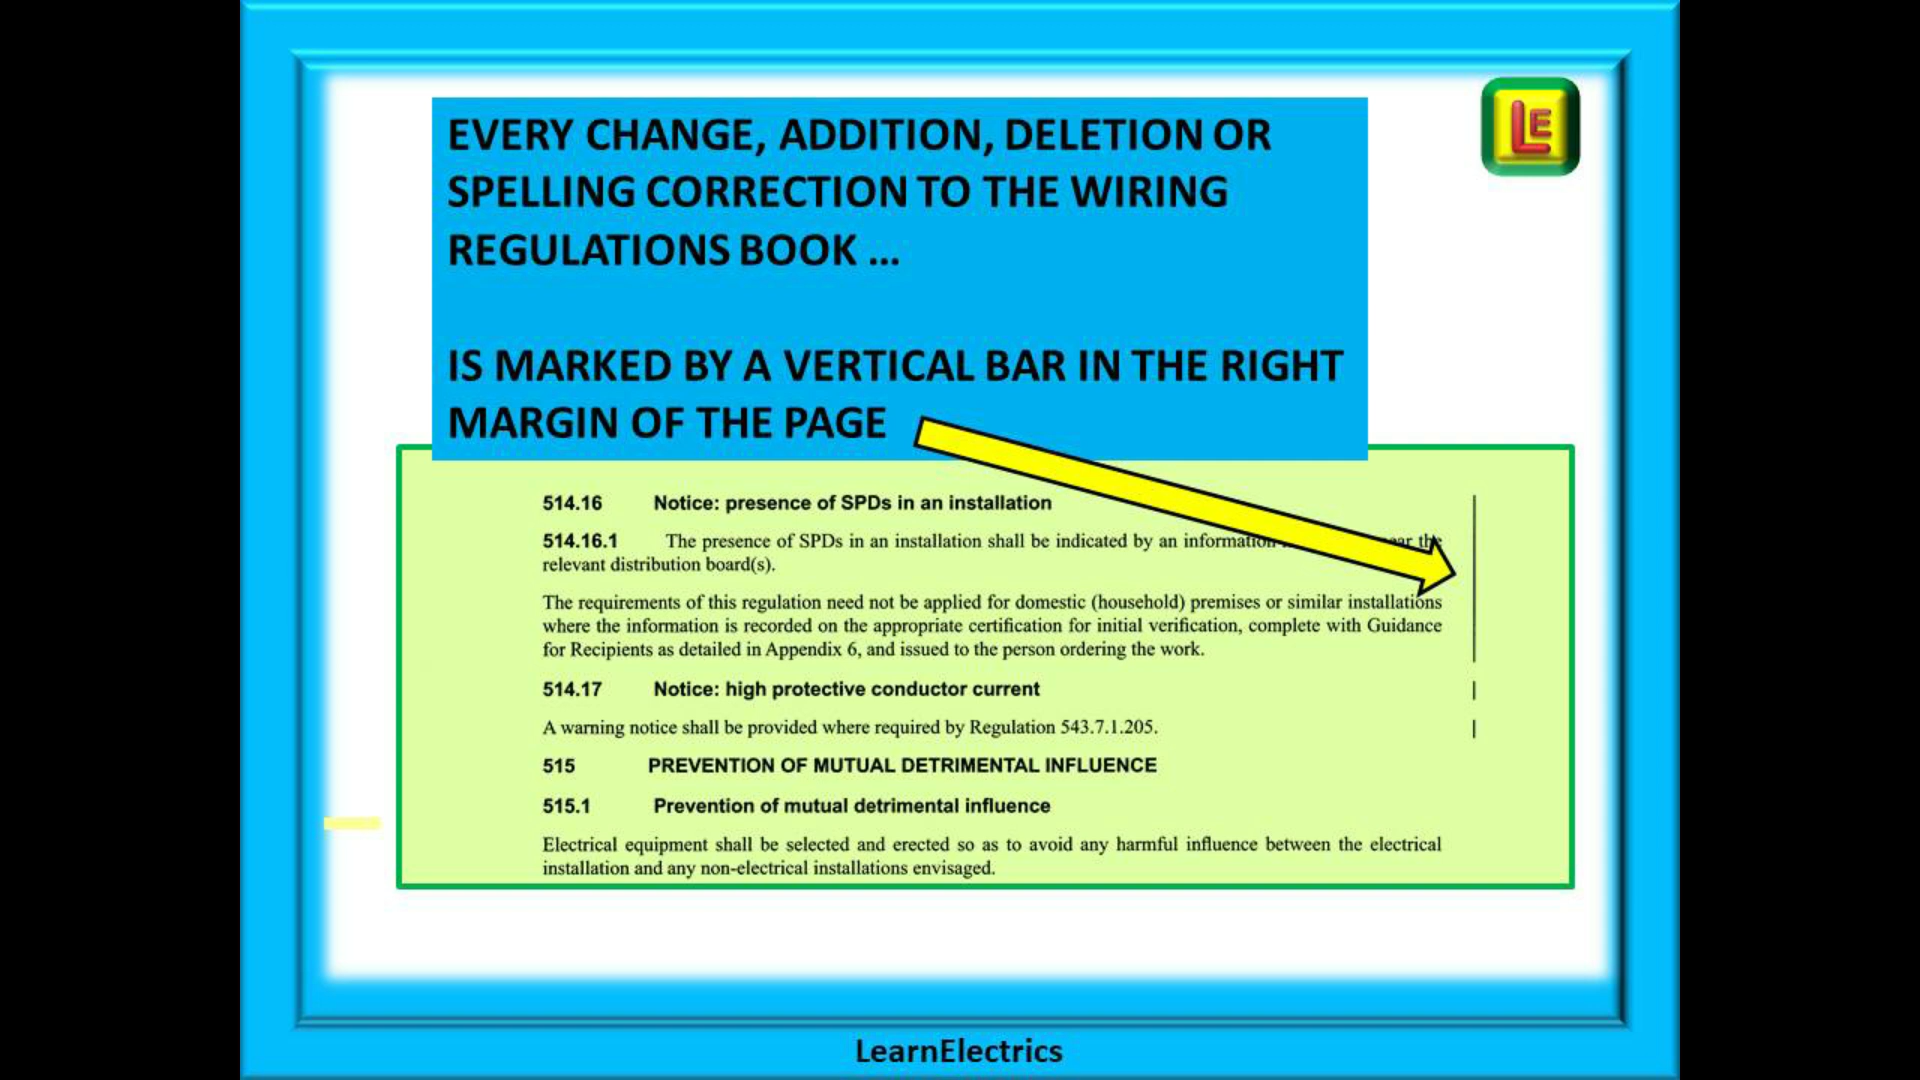 EVERY CHANGE, ADDITION, DELETION OR
SPELLING CORRECTION TO THE WIRING
REGULATIONS BOOK ...
IS MARKED BY A VERTICAL BAR IN THE RIGHT
MARGIN OF THE PAGE
LE
514.16 Notice: presence of SPDs in an installation
514.16.1 The presence of SPDs in an installation shall be indicated by an information the
relevant distribution board(s).
The requirements of this regulation need not be applied for domestic (household) premises or similar installations
where the information is recorded on the appropriate certification for initial verification, complete with Guidance
for Recipients as detailed in Appendix 6, and issued to the person ordering the work.
514.17 Notice: high protective conductor current
A warning notice shall be provided where required by Regulation 543.7.1.205.
515 PREVENTION OF MUTUAL DETRIMENTAL INFLUENCE
515.1 Prevention of mutual detrimental influence
Electrical equipment shall be selected and erected so as to avoid any harmful influence between the electrical
installation and any non-electrical installations envisaged.
LearnElectrics